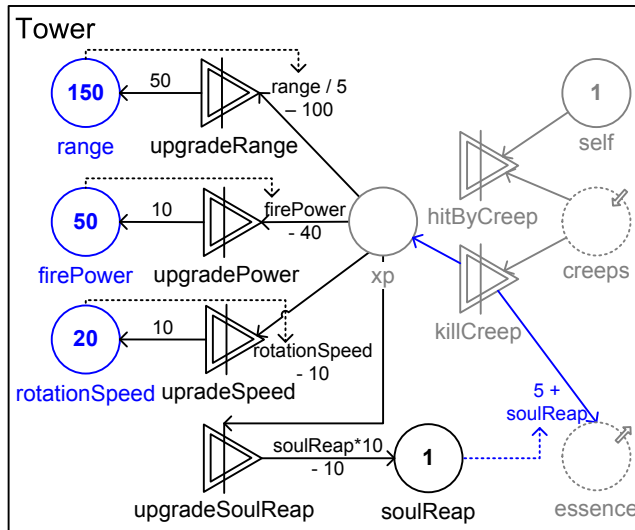 Tower
150
range
50
upgradeRange
range / 5
– 100
1
self
50
firePower
10
upgradePower
firePower
- 40
xp
hitByCreep
creeps
killCreep
20
rotationSpeed
10
upradeSpeed
rotationSpeed
- 10
5 +
soulReap
upgradeSoulReap
soulReap*10
- 10
1
soulReap
essence